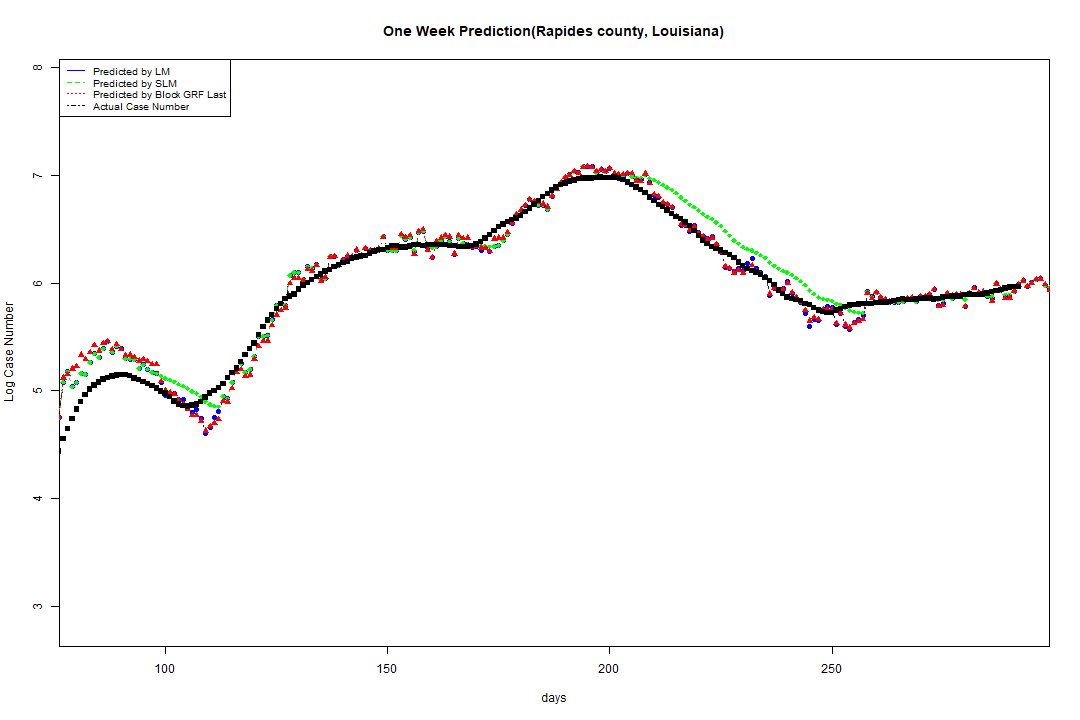 One Week Prediction(Rapides county, Louisiana)
Predicted by LM
Predicted by SLM
Predicted by Block GRF Last
Actual Case Number
8
7
6
5
4
3
Log Case Number
100 150 200 250
days